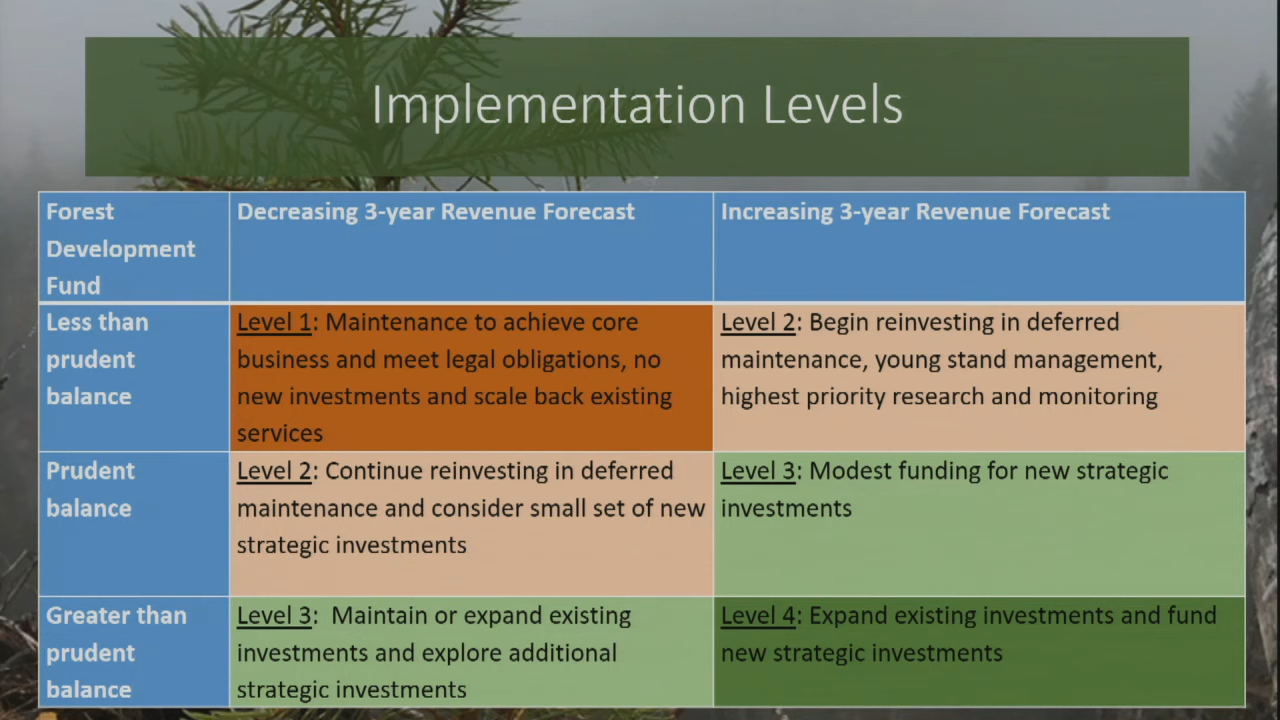 Implementation Levels
Forest
Development
Fund
Decreasing 3-year Revenue Forecast
Increasing 3-year Revenue Forecast
Less than
prudent
balance
Level 1: Maintenance to achieve core
business and meet legal obligations, no
new investments and scale back existing
services
Level 2: Begin reinvesting in deferred
maintenance, young stand management,
highest priority research and monitoring
Prudent
balance
Level 2: Continue reinvesting in deferred
maintenance and consider small set of new
strategic investments
Level 3: Modest funding for new strategic
investments
Greater than
prudent
balance
Level 3:  Maintain or expand existing
investments and explore additional
strategic investments
Level 4: Expand existing investments and fund
new strategic investments